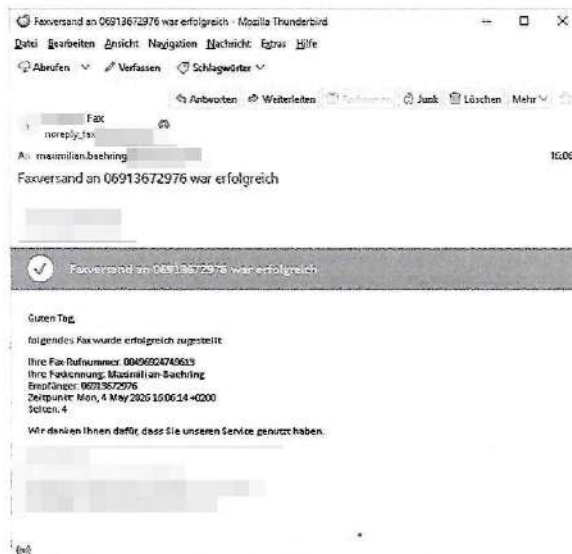 Faxversand an 06913672976 war erfolgreich - Mozilla Thunderbird
Datei Bearbeiten Ansicht Navigation Nachricht Extras Hilfe
Abrufen Verfassen Schlagwörter
Antworten Weiterleiten Junk Löschen Mehr
Fax
noreply_fax
An maximilian.baehring 16:06
Faxversand an 06913672976 war erfolgreich
Faxversand an 06913672976 war erfolgreich
Guten Tag,
folgendes Fax wurde erfolgreich zugestellt
Ihre Fax-Rufnummer: 00496924749613
Ihre Faxkennung: Maximilian-Baehring
Empfänger: 06913672976
Zeitpunkt: Mon, 4 May 2026 16:06:14 +0200
Seiten: 4
Wir danken Ihnen dafür, dass Sie unseren Service genutzt haben.